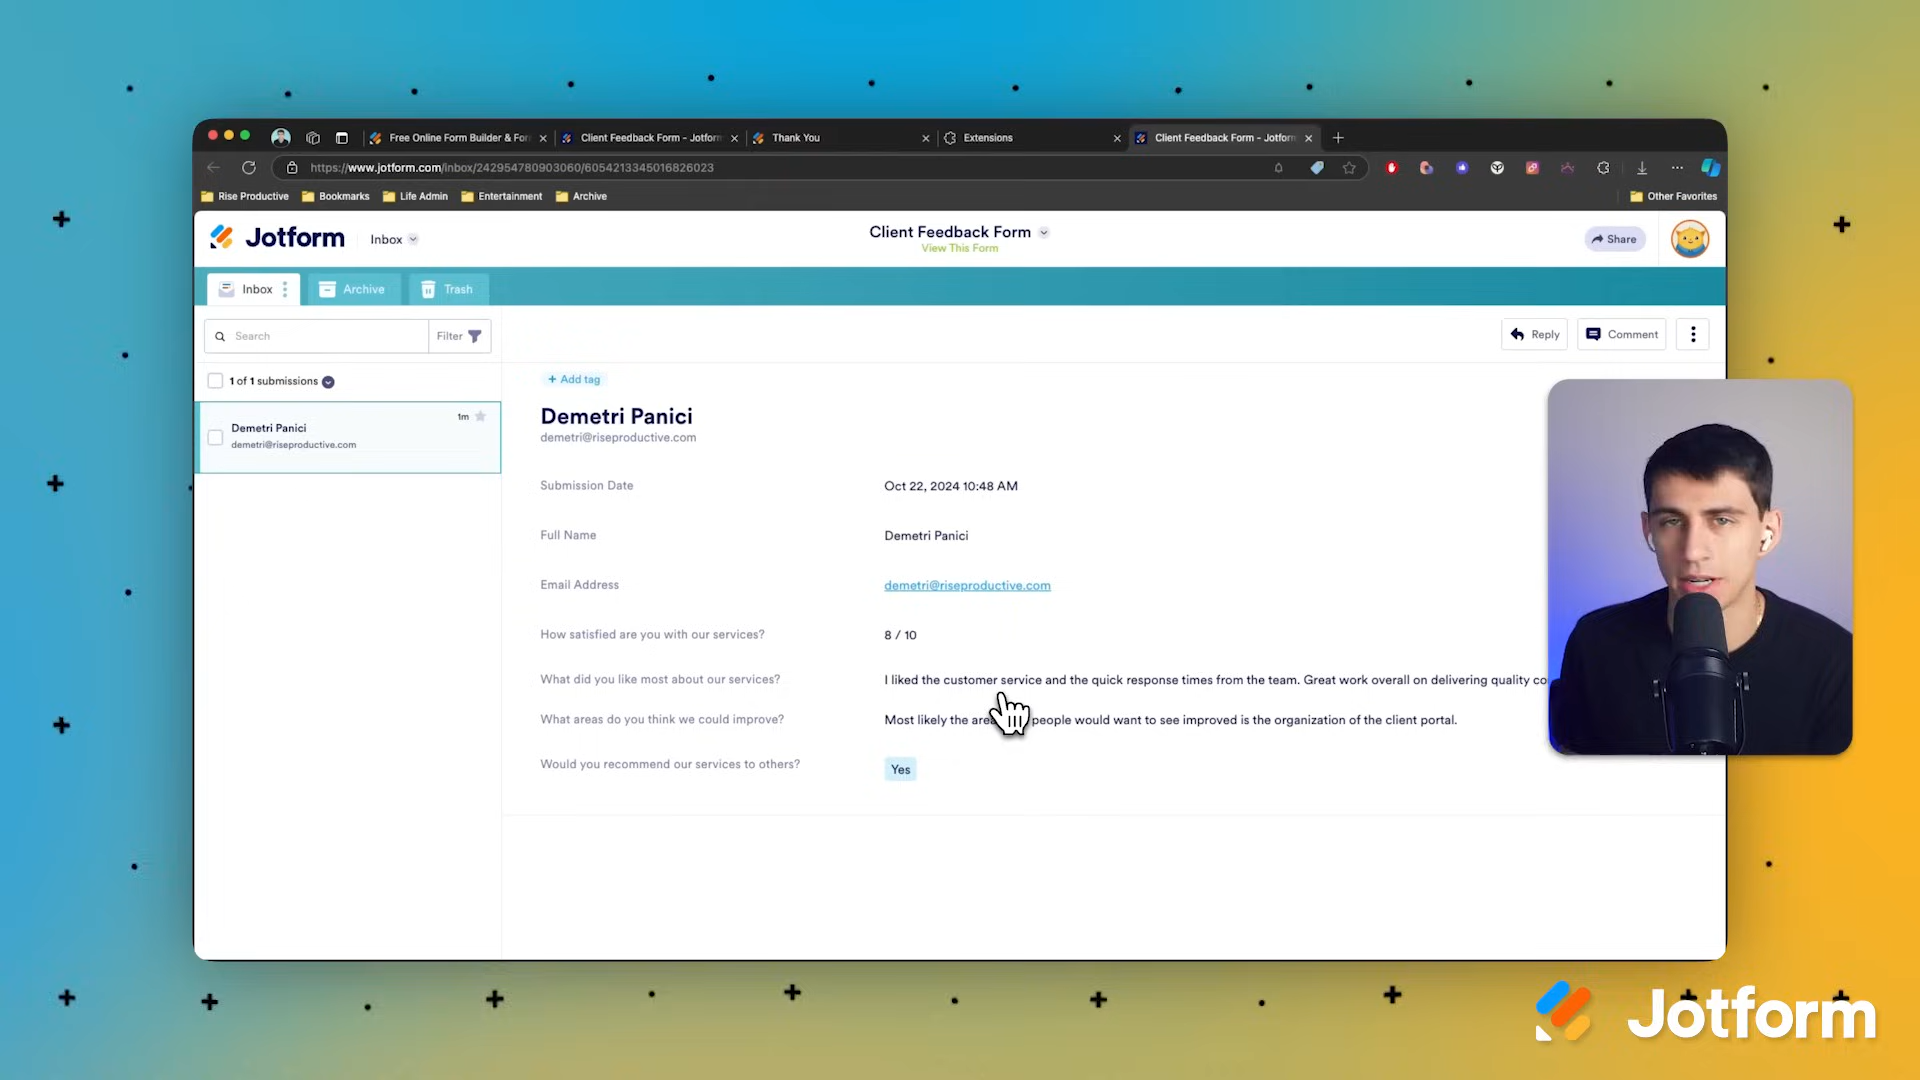 Free Online Form Builder & For
Client Feedback Form - Jotform
Thank You
Extensions
Client Feedback Form - Jotform
https://www.jotform.com/inbox/242954780903060/6054213345016826023
Rise Productive
Bookmarks
Life Admin
Entertainment
Archive
Other Favorites
Jotform
Inbox
Client Feedback Form
View This Form
Share
Inbox
Archive
Trash
Search
Filter
Reply
Comment
1 of 1 submissions
+ Add tag
Demetri Panici
demetri@riseproductive.com
1m
Demetri Panici
demetri@riseproductive.com
Submission Date
Oct 22, 2024 10:48 AM
Full Name
Demetri Panici
Email Address
demetri@riseproductive.com
How satisfied are you with our services?
8 / 10
What did you like most about our services?
I liked the customer service and the quick response times from the team. Great work overall on delivering quality co
What areas do you think we could improve?
Most likely the area people would want to see improved is the organization of the client portal.
Would you recommend our services to others?
Yes
Jotform